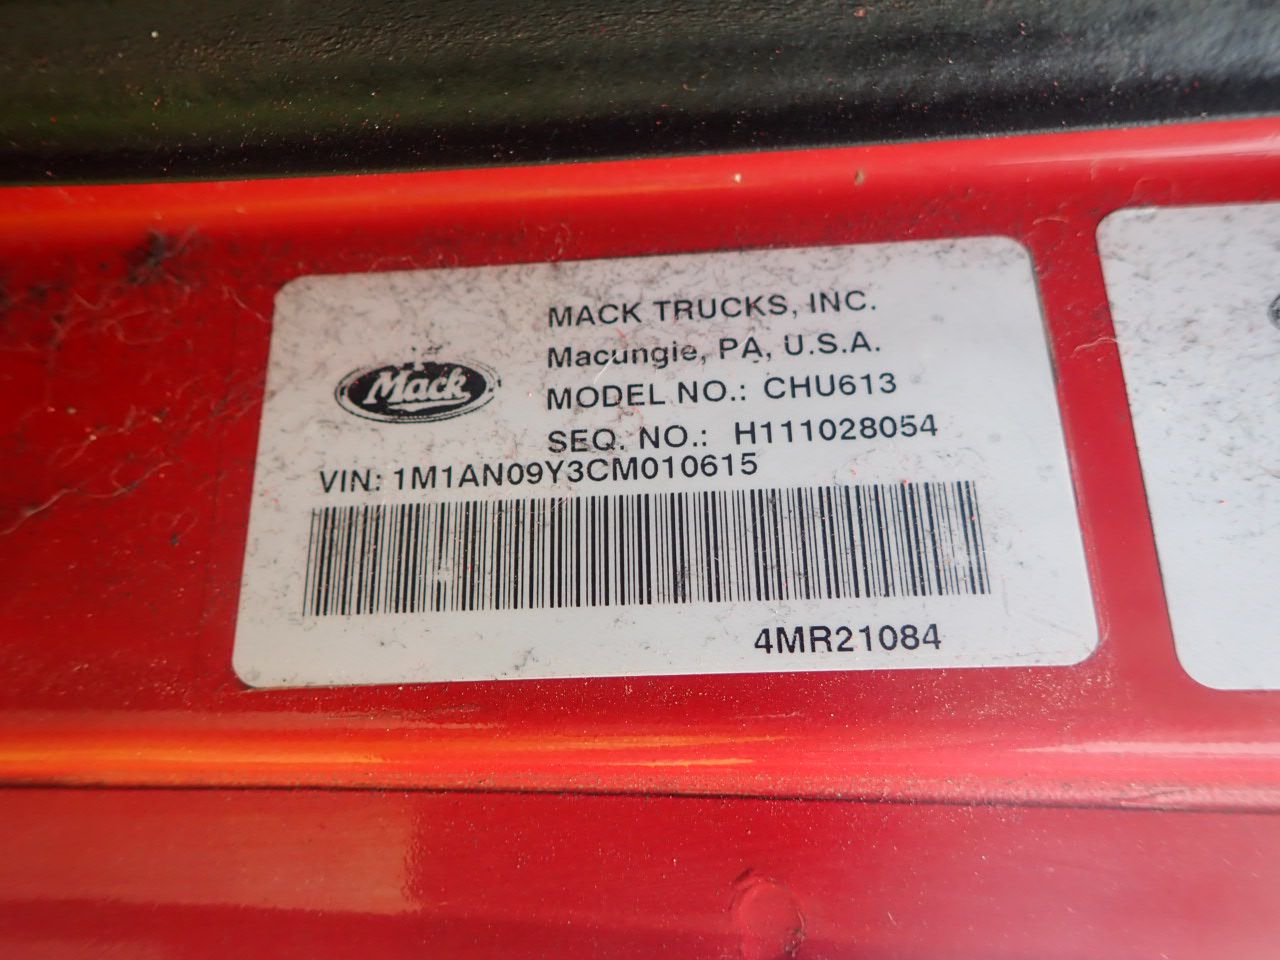 MACK TRUCKS, INC.
Macungie, PA, U.S.A.
Mack
MODEL NO.: CHU613
SEQ. NO.: H111028054
VIN: 1M1AN09Y3CM010615
4MR21084